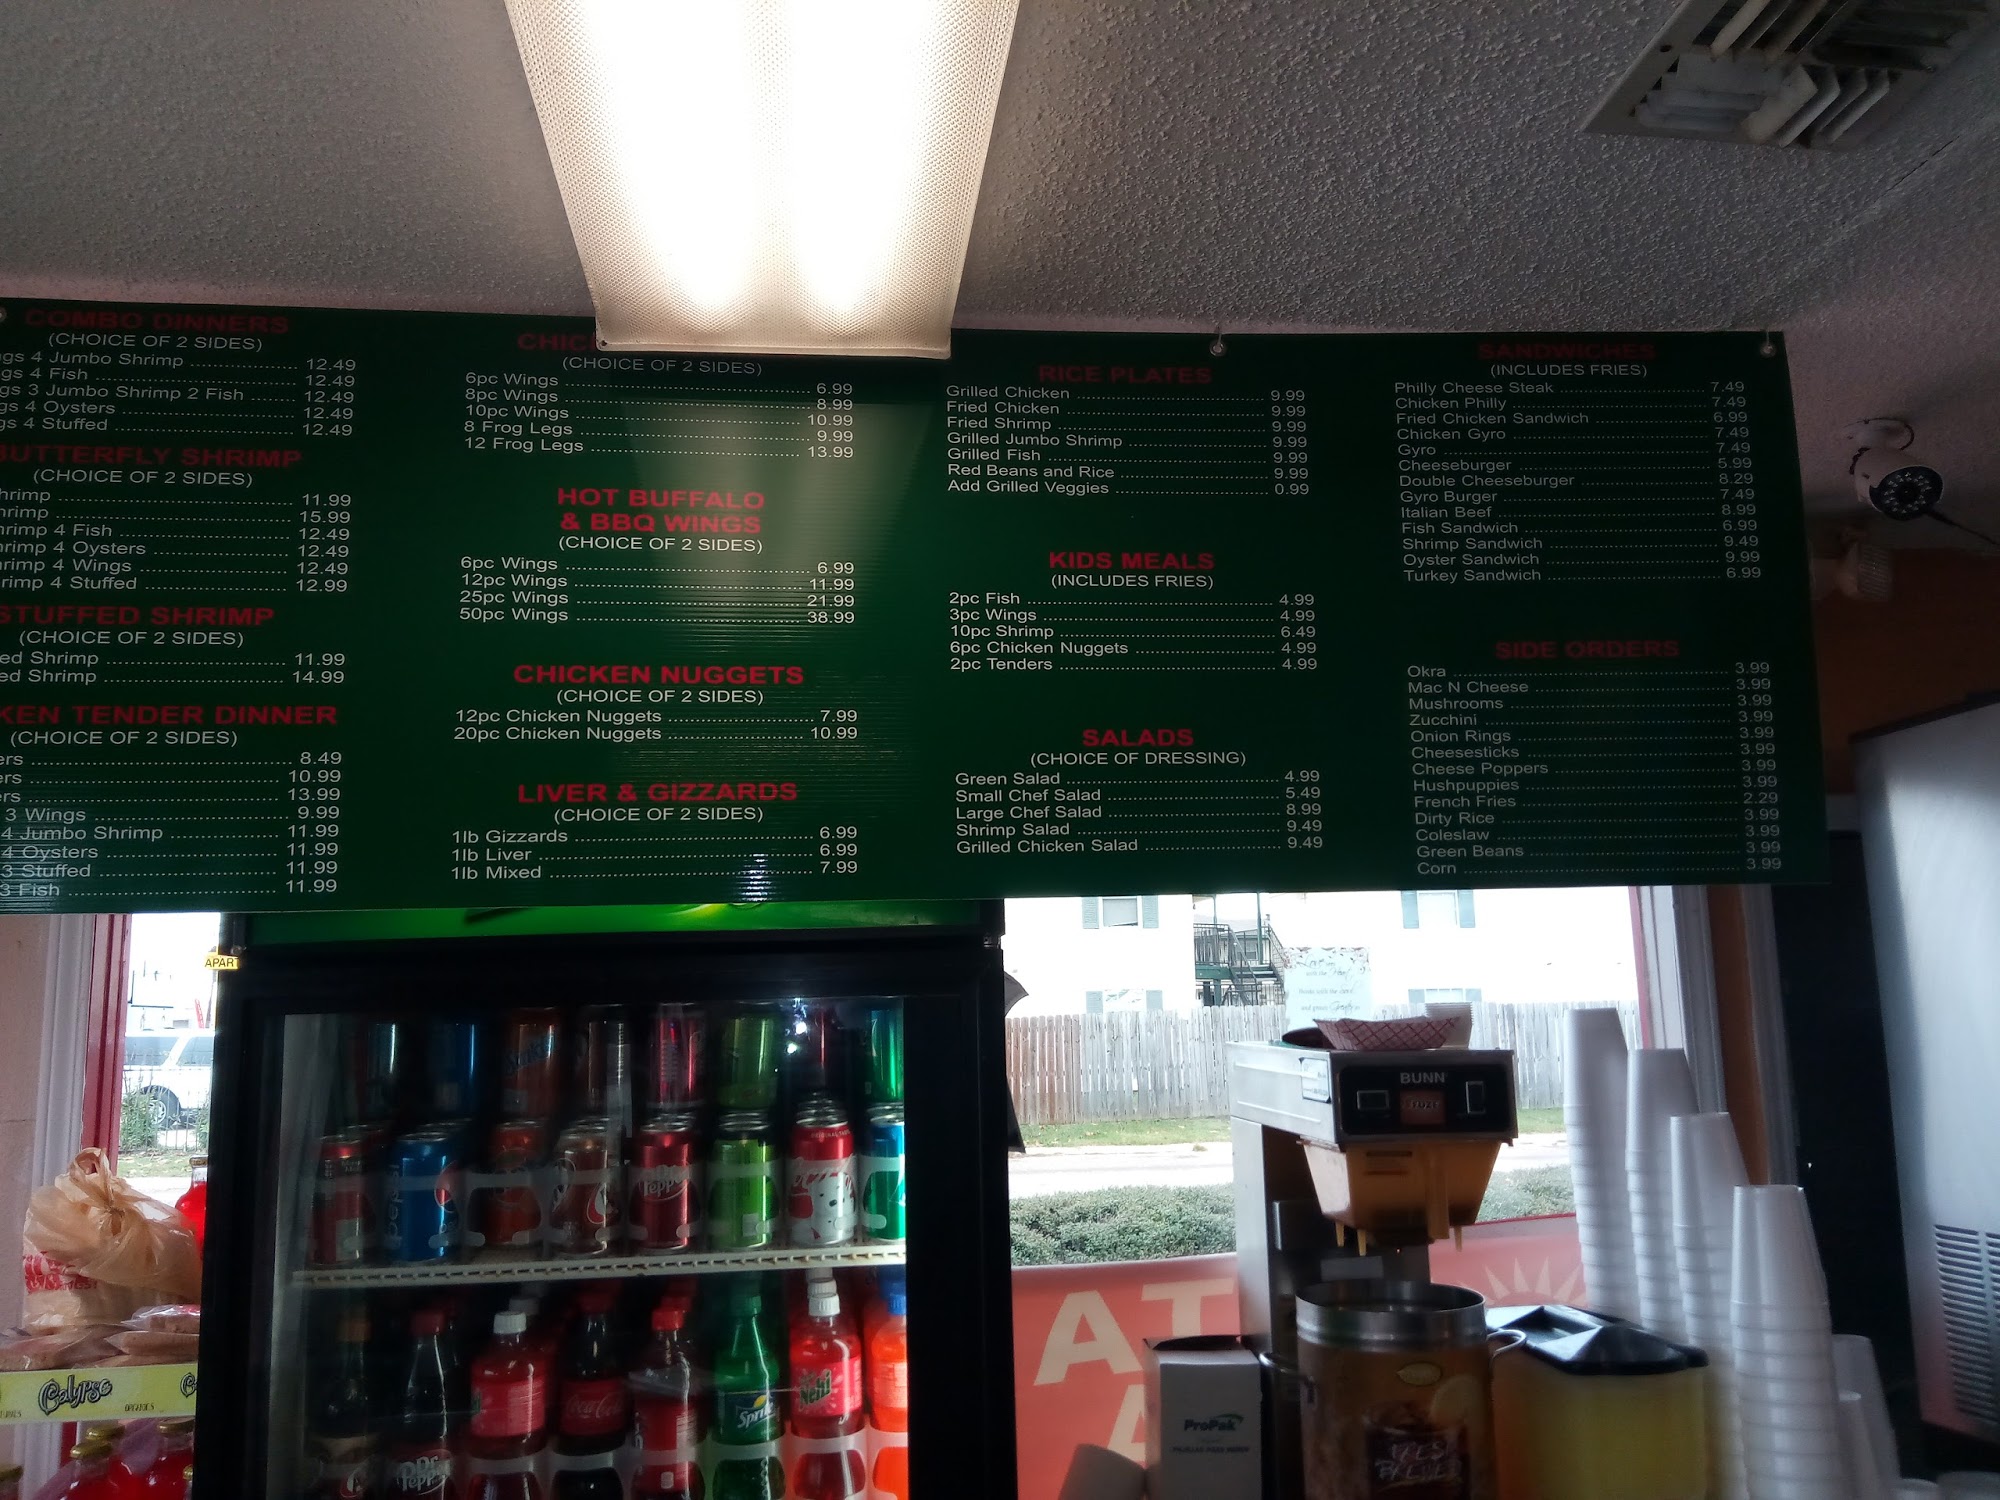 COMBO DINNERS
(CHOICE OF 2 SIDES)
4 Jumbo Shrimp 12.49
4 Fish 12.49
3 Jumbo Shrimp 2 Fish 12.49
4 Oysters 12.49
4 Stuffed 12.49
BUTTERFLY SHRIMP
(CHOICE OF 2 SIDES)
11.99
15.99
4 Fish 12.49
4 Oysters 12.49
4 Wings 12.49
4 Stuffed 12.99
STUFFED SHRIMP
(CHOICE OF 2 SIDES)
Shrimp 11.99
Shrimp 14.99
KEN TENDER DINNER
(CHOICE OF 2 SIDES)
ers 8.49
ers 10.99
ers 13.99
3 Wings 9.99
4 Jumbo Shrimp 11.99
4 Oysters 11.99
3 Stuffed 11.99
3 Fish 11.99
CHIC
(CHOICE OF 2 SIDES)
6pc Wings 6.99
8pc Wings 8.99
10pc Wings 10.99
8 Frog Legs 9.99
12 Frog Legs 13.99
HOT BUFFALO
& BBQ WINGS
(CHOICE OF 2 SIDES)
6pc Wings 6.99
12pc Wings 11.99
25pc Wings 21.99
50pc Wings 38.99
CHICKEN NUGGETS
(CHOICE OF 2 SIDES)
12pc Chicken Nuggets 7.99
20pc Chicken Nuggets 10.99
LIVER & GIZZARDS
(CHOICE OF 2 SIDES)
1lb Gizzards 6.99
1lb Liver 6.99
1lb Mixed 7.99
RICE PLATES
Grilled Chicken 9.99
Fried Chicken 9.99
Fried Shrimp 9.99
Grilled Jumbo Shrimp 9.99
Grilled Fish 9.99
Red Beans and Rice 9.99
Add Grilled Veggies 0.99
KIDS MEALS
(INCLUDES FRIES)
2pc Fish 4.99
3pc Wings 4.99
10pc Shrimp 6.49
6pc Chicken Nuggets 4.99
2pc Tenders 4.99
SALADS
(CHOICE OF DRESSING)
Green Salad 4.99
Small Chef Salad 5.49
Large Chef Salad 8.99
Shrimp Salad 9.49
Grilled Chicken Salad 9.49
SANDWICHES
(INCLUDES FRIES)
Philly Cheese Steak 7.49
Chicken Philly 7.49
Fried Chicken Sandwich 6.99
Chicken Gyro 7.49
Gyro 7.49
Cheeseburger 5.99
Double Cheeseburger 8.29
Gyro Burger 7.49
Italian Beef 8.99
Fish Sandwich 6.99
Shrimp Sandwich 9.49
Oyster Sandwich 9.99
Turkey Sandwich 6.99
SIDE ORDERS
Okra 3.99
Mac N Cheese 3.99
Mushrooms 3.99
Zucchini 3.99
Onion Rings 3.99
Cheesesticks 3.99
Cheese Poppers 3.99
Hushpuppies 3.99
French Fries 2.29
Dirty Rice 3.99
Coleslaw 3.99
Green Beans 3.99
Corn 3.99
APART
BUNN
pepsi
Dr Pepper
Calypso
Coca-Cola
Sprite
Nehi
Dr Pepper
AT
A
ProPak